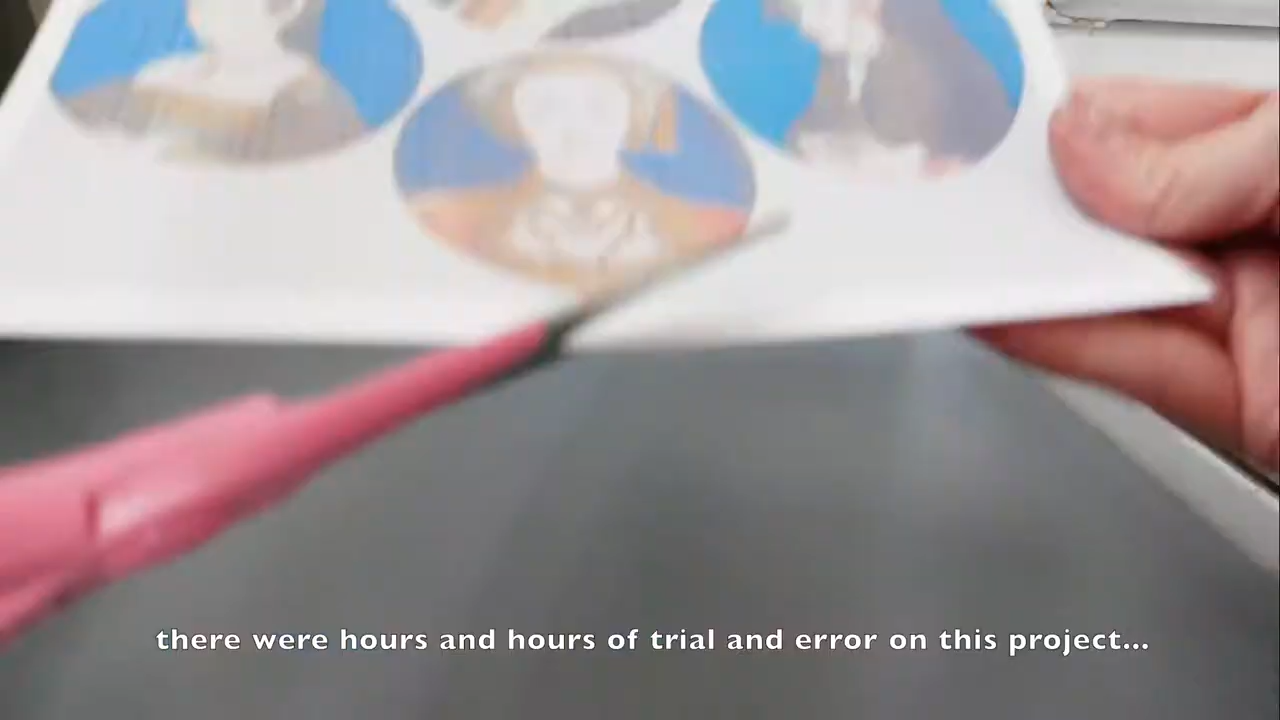 there were hours and hours of trial and error on this project...